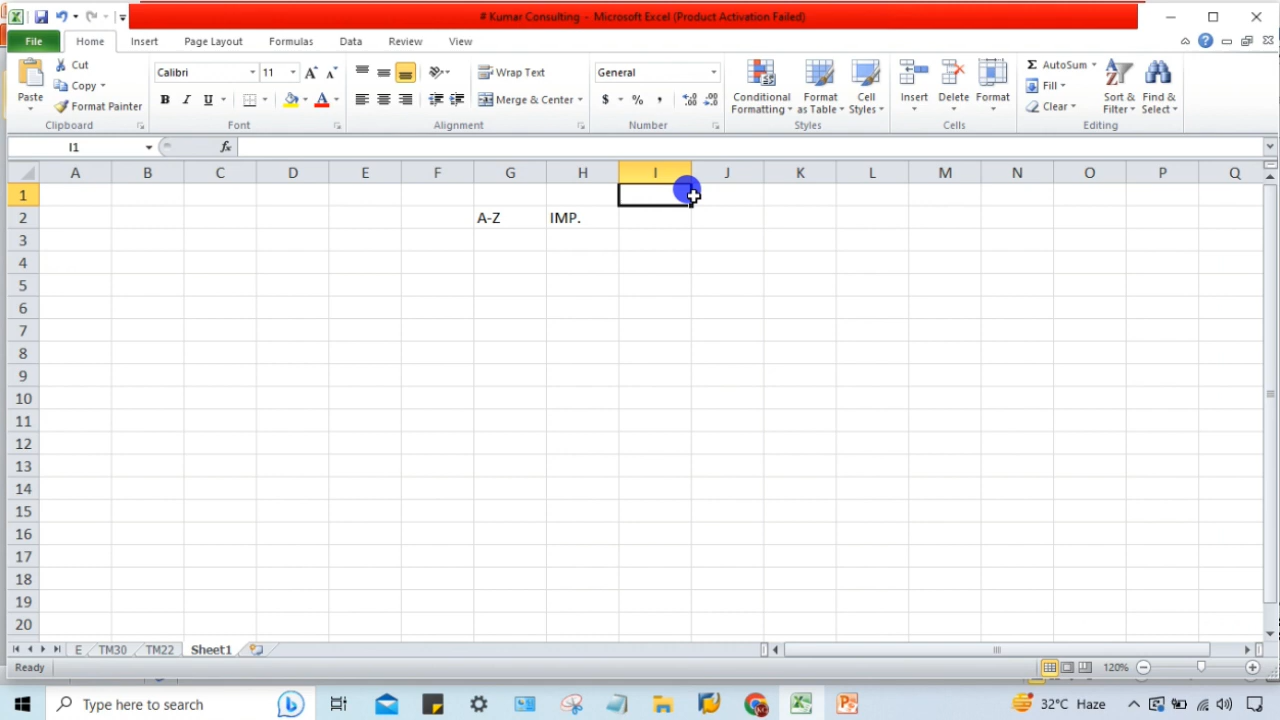 # Kumar Consulting - Microsoft Excel (Product Activation Failed)
File Home Insert Page Layout Formulas Data Review View
Paste
Cut
Copy
Format Painter
Clipboard
Calibri 11
B I U
Font
Wrap Text
Merge & Center
Alignment
General
$ % ,
Number
Conditional Formatting
Format as Table
Cell Styles
Styles
Insert Delete Format
Cells
AutoSum
Fill
Clear
Sort & Filter
Find & Select
Editing
I1 fx
A B C D E F G H I J K L M N O P Q
1
2 A-Z IMP.
3
4
5
6
7
8
9
10
11
12
13
14
15
16
17
18
19
20
E TM30 TM22 Sheet1
Ready 120%
Type here to search 32°C Haze